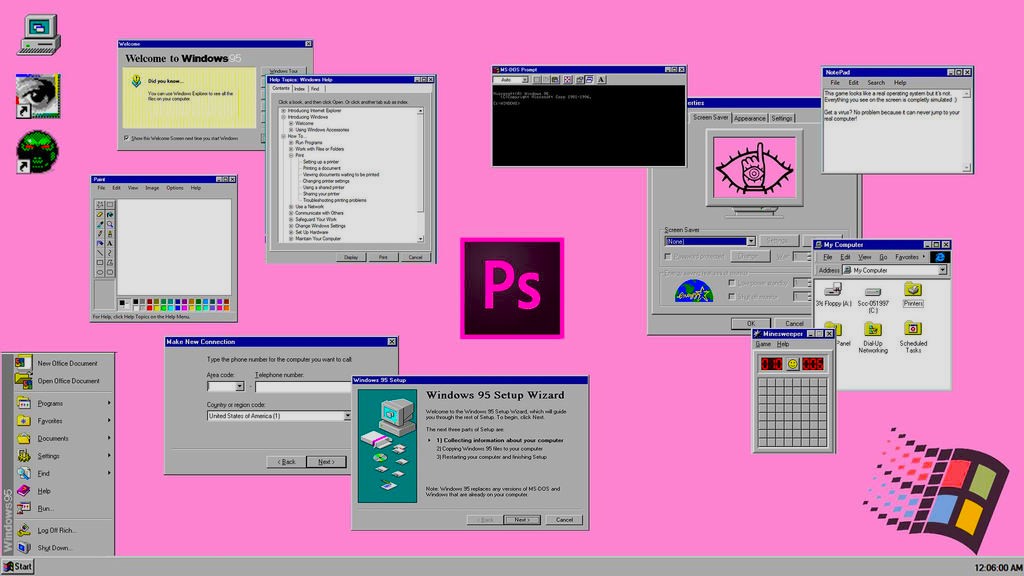 Welcome
Welcome to Windows95
Did you know...
You can use Windows Explorer to see all the
files on your computer.
Windows Tour
Show this Welcome Screen next time you start Windows
Help Topics: Windows Help
Contents Index Find
Click a book, and then click Open. Or click another tab such as Index.
Introducing Internet Explorer
Introducing Windows
Welcome
Using Windows Accessories
How To...
Run Programs
Work with Files or Folders
Print
Setting up a printer
Printing a document
Viewing documents waiting to be printed
Changing printer settings
Using a shared printer
Sharing your printer
Troubleshooting printing problems
Use a Network
Communicate with Others
Safeguard Your Work
Change Windows Settings
Set Up Hardware
Maintain Your Computer
Display Print Cancel
MS-DOS Prompt
Auto
A
Microsoft(R) Windows 95
(C)Copyright Microsoft Corp 1981-1996.
C:\WINDOWS>
erties
Screen Saver Appearance Settings
Screen Saver
(None)
Settings
Password protected Change Wait
Energy saving features of monitor
Low power standby
Shut off monitor
OK Cancel
NotePad
File Edit Search Help
This game looks like a real operating system but it's not.
Everything you see on the screen is completly simulated :)
Get a virus? No problem because it can never jump to your
real computer!
Paint
File Edit View Image Options Help
For Help, click Help Topics on the Help Menu.
Ps
My Computer
File Edit View Go Favorites
Address My Computer
3½ Floppy (A:)
Scc-051997
(C:)
Printers
Panel
Dial-Up
Networking
Scheduled
Tasks
Minesweeper
Game Help
010 005
Make New Connection
Type the phone number for the computer you want to call:
Area code: Telephone number:
-
Country or region code:
United States of America (1)
< Back Next >
Windows 95 Setup
Windows 95 Setup Wizard
Welcome to the Windows 95 Setup Wizard, which will guide
you through the rest of Setup. To begin, click Next.
The next three parts of Setup are:
1) Collecting information about your computer
2) Copying Windows 95 files to your computer
3) Restarting your computer and finishing Setup
Note: Windows 95 replaces any versions of MS-DOS and
Windows that are already on your computer.
< Back Next > Cancel
New Office Document
Open Office Document
Programs
Favorites
Documents
Settings
Find
Help
Run...
Log Off Rich...
Shut Down...
Windows95
Start
12:06:00 AM